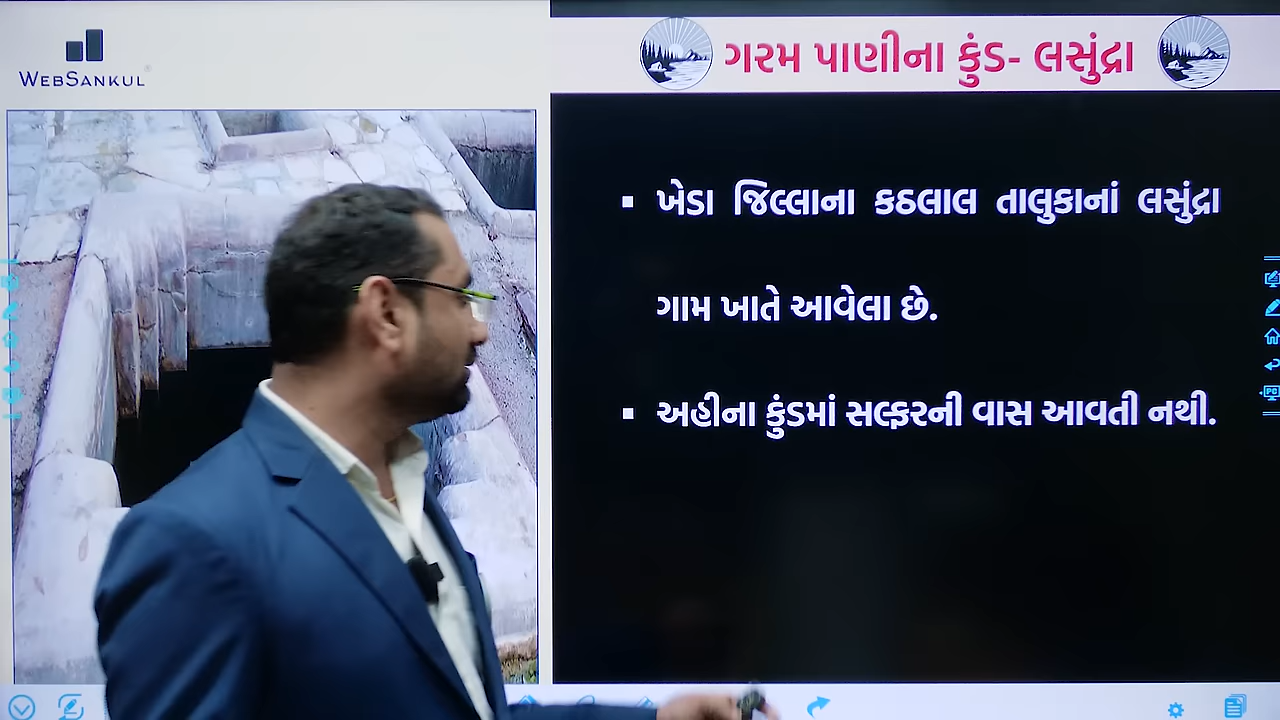 WEBSANKUL
ગરમ પાણીના કુંડ- લસુંદ્રા
▪ ખેડા જિલ્લાના કઠલાલ તાલુકાનાં લસુંદ્રા
ગામ ખાતે આવેલા છે.
▪ અહીના કુંડમાં સલ્ફરની વાસ આવતી નથી.